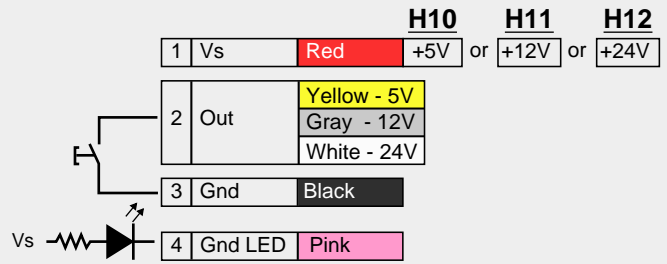 H10 H11 H12
1 Vs Red +5V or +12V or +24V
Yellow - 5V
2 Out Gray - 12V
White - 24V
3 Gnd Black
Vs 4 Gnd LED Pink